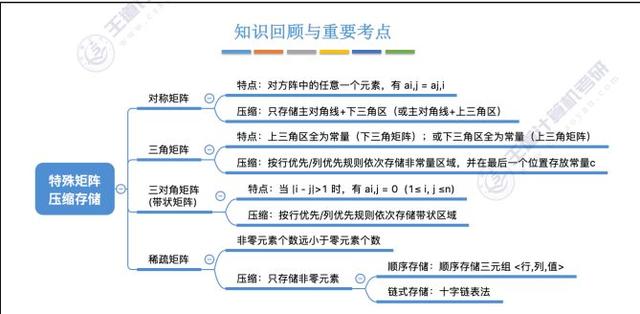 知识回顾与重要考点
王道计算机考研
对称矩阵
特点：对方阵中的任意一个元素，有 ai,j = aj,i
压缩：只存储主对角线+下三角区（或主对角线+上三角区）
三角矩阵
特点：上三角区全为常量（下三角矩阵）；或下三角区全为常量（上三角矩阵）
压缩：按行优先/列优先规则依次存储非常量区域，并在最后一个位置存放常量c
特殊矩阵
压缩存储
三对角矩阵
(带状矩阵)
特点：当 |i - j|>1 时，有 ai,j = 0（1≤ i, j ≤n)
压缩：按行优先/列优先规则依次存储带状区域
稀疏矩阵
非零元素个数远小于零元素个数
压缩：只存储非零元素
顺序存储：顺序存储三元组 <行,列,值>
链式存储：十字链表法